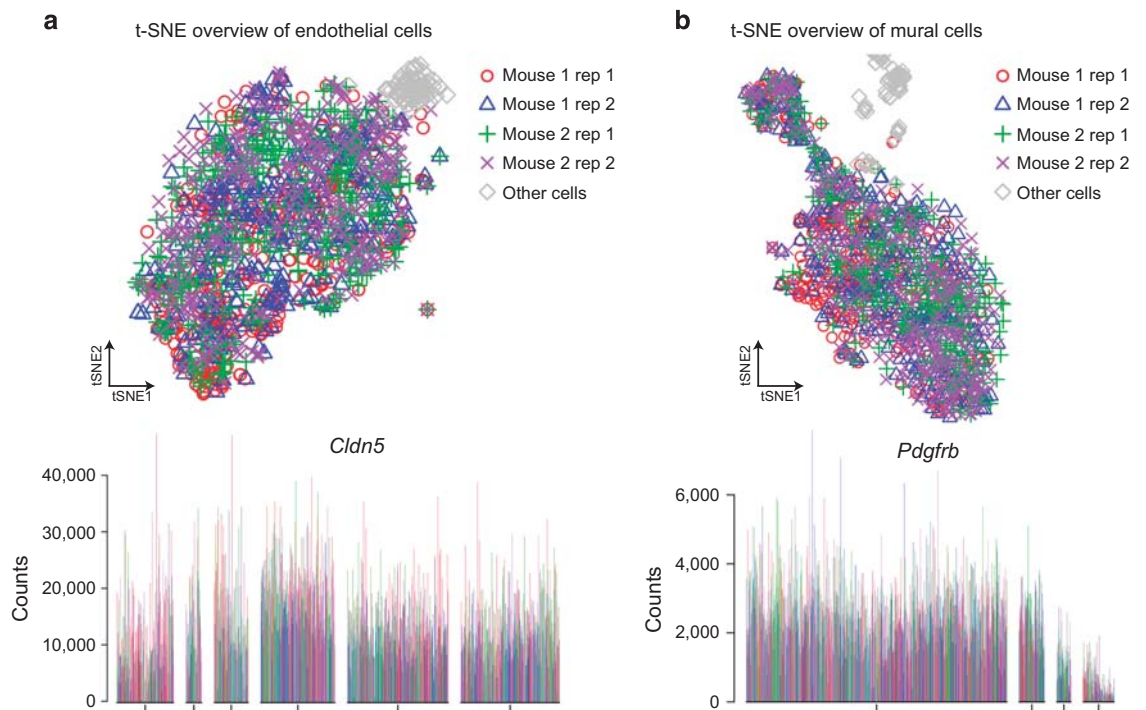 a
t-SNE overview of endothelial cells
Mouse 1 rep 1
Mouse 1 rep 2
Mouse 2 rep 1
Mouse 2 rep 2
Other cells
tSNE2
tSNE1
Cldn5
Counts
40,000
30,000
20,000
10,000
0
b
t-SNE overview of mural cells
Mouse 1 rep 1
Mouse 1 rep 2
Mouse 2 rep 1
Mouse 2 rep 2
Other cells
tSNE2
tSNE1
Pdgfrb
Counts
6,000
4,000
2,000
0